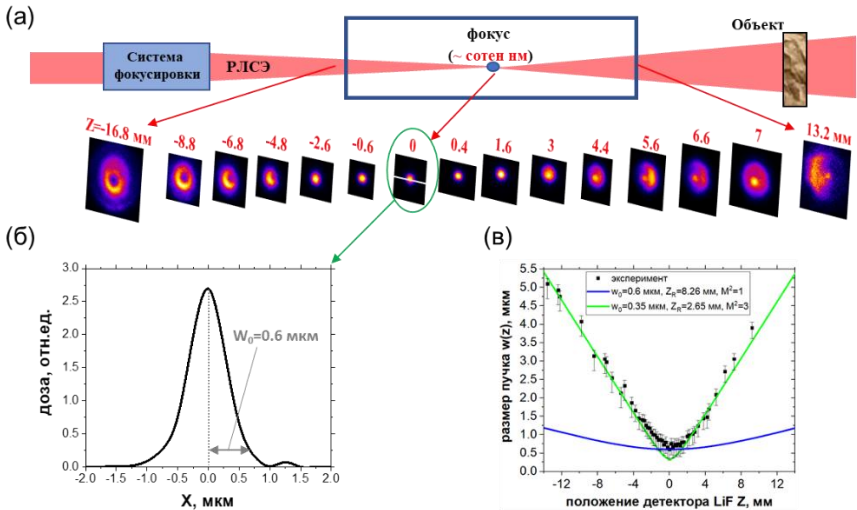 (а)
Система
фокусировки
РЛСЭ
фокус
(~ сотен нм)
Объект
Z=-16.8 мм
-8.8
-6.8
-4.8
-2.6
-0.6
0
0.4
1.6
3
4.4
5.6
6.6
7
13.2 мм
(б)
доза, отн.ед.
3.0
2.5
2.0
1.5
1.0
0.5
0.0
W₀=0.6 мкм
-2.0 -1.5 -1.0 -0.5 0.0 0.5 1.0 1.5 2.0
X, мкм
(в)
размер пучка w(z), мкм
5.5
5.0
4.5
4.0
3.5
3.0
2.5
2.0
1.5
1.0
0.5
0.0
эксперимент
w₀=0.6 мкм, Z_R=8.26 мм, M²=1
w₀=0.35 мкм, Z_R=2.65 мм, M²=3
-12 -8 -4 0 4 8 12
положение детектора LiF Z, мм